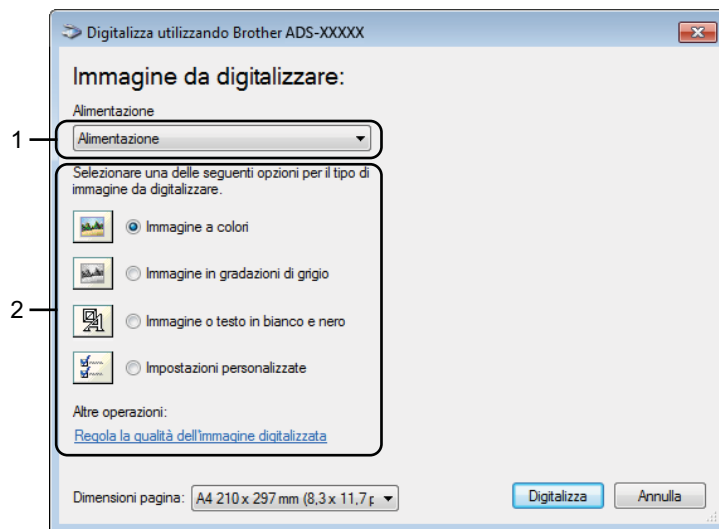 Digitalizza utilizzando Brother ADS-XXXXX
Immagine da digitalizzare:
Alimentazione
1
Alimentazione
Selezionare una delle seguenti opzioni per il tipo di
immagine da digitalizzare.
Immagine a colori
Immagine in gradazioni di grigio
2
Immagine o testo in bianco e nero
Impostazioni personalizzate
Altre operazioni:
Regola la qualità dell'immagine digitalizzata
Dimensioni pagina: A4 210 x 297 mm (8,3 x 11,7 p Digitalizza Annulla